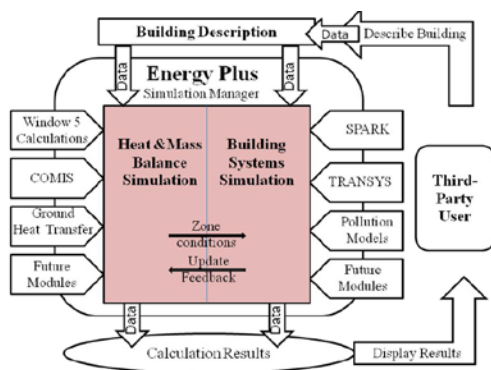 Building Description
Data
Describe Building
Data
Data
Energy Plus
Simulation Manager
Window 5
Calculations
COMIS
Ground
Heat Transfer
Future
Modules
Heat &Mass
Balance
Simulation
Building
Systems
Simulation
Zone
conditions
Update
Feedback
SPARK
TRANSYS
Pollution
Models
Future
Modules
Third-
Party
User
Data
Data
Calculation Results
Display Results